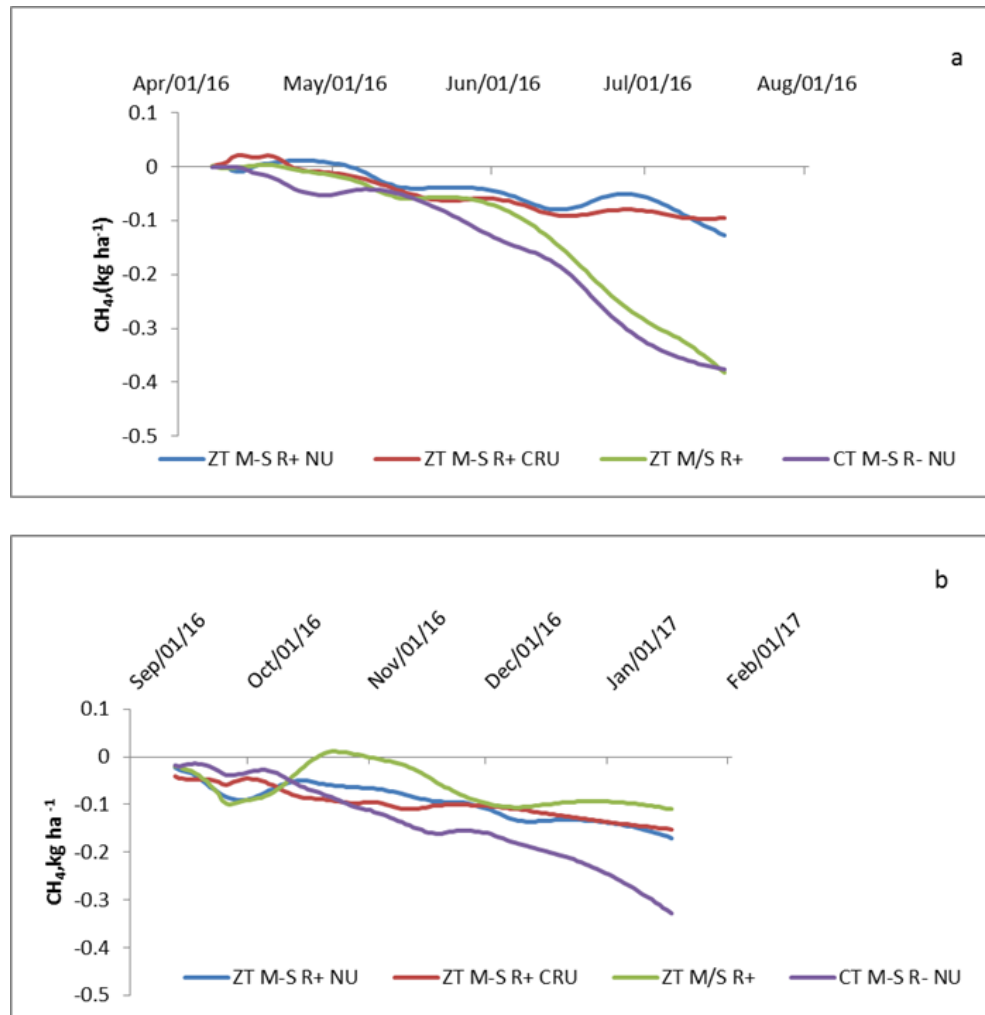 a
Apr/01/16 May/01/16 Jun/01/16 Jul/01/16 Aug/01/16
0.1
0
-0.1
-0.2
-0.3
-0.4
-0.5
CH₄,(kg ha⁻¹)
ZT M-S R+ NU ZT M-S R+ CRU ZT M/S R+ CT M-S R- NU
b
Sep/01/16 Oct/01/16 Nov/01/16 Dec/01/16 Jan/01/17 Feb/01/17
0.1
0
-0.1
-0.2
-0.3
-0.4
-0.5
CH₄,kg ha ⁻¹
ZT M-S R+ NU ZT M-S R+ CRU ZT M/S R+ CT M-S R- NU